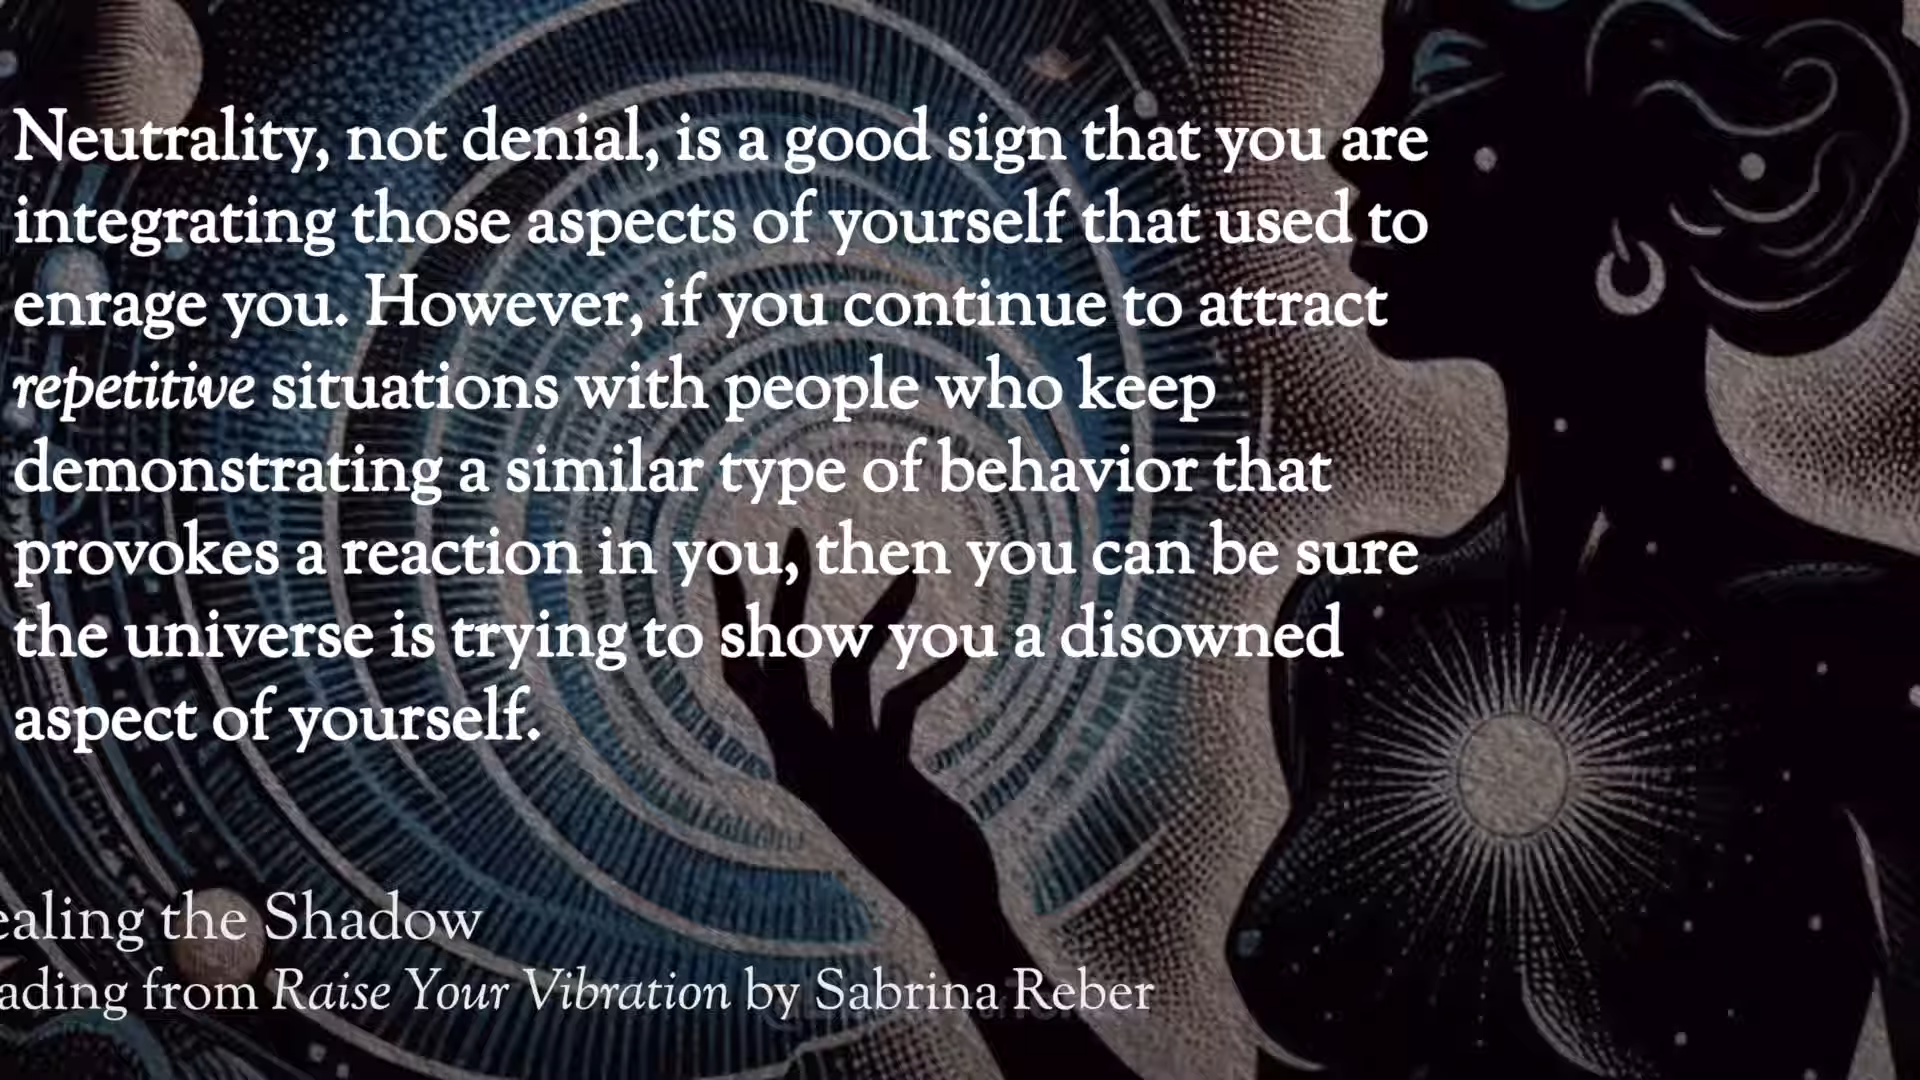 Neutrality, not denial, is a good sign that you are
integrating those aspects of yourself that used to
enrage you. However, if you continue to attract
repetitive situations with people who keep
demonstrating a similar type of behavior that
provokes a reaction in you, then you can be sure
the universe is trying to show you a disowned
aspect of yourself.
ealing the Shadow
ading from Raise Your Vibration by Sabrina Reber